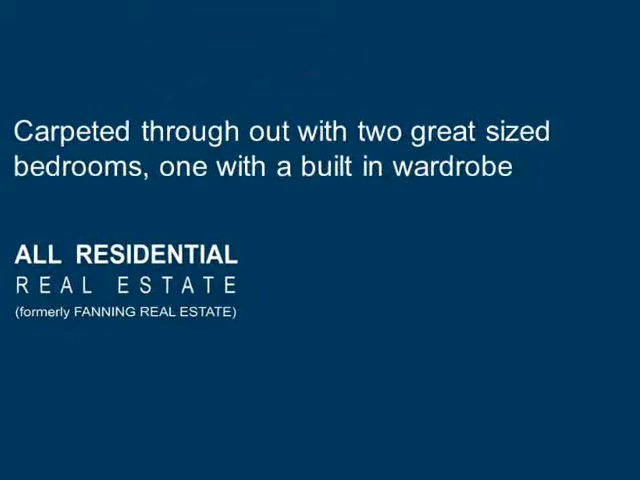 Carpeted through out with two great sized
bedrooms, one with a built in wardrobe
ALL RESIDENTIAL
REAL ESTATE
(formerly FANNING REAL ESTATE)